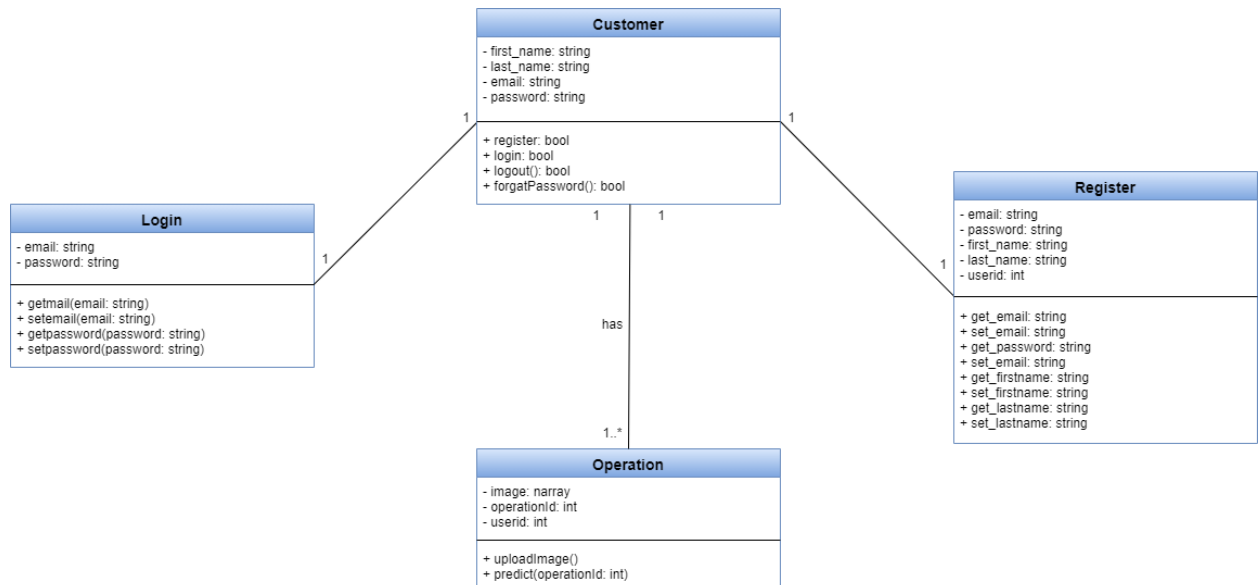 Customer
- first_name: string
- last_name: string
- email: string
- password: string
1
1
+ register: bool
+ login: bool
+ logout(): bool
+ forgatPassword(): bool
1
1
Login
- email: string
- password: string
1
+ getmail(email: string)
+ setemail(email: string)
+ getpassword(password: string)
+ setpassword(password: string)
Register
- email: string
- password: string
- first_name: string
- last_name: string
- userid: int
1
+ get_email: string
+ set_email: string
+ get_password: string
+ set_email: string
+ get_firstname: string
+ set_firstname: string
+ get_lastname: string
+ set_lastname: string
has
1..*
Operation
- image: narray
- operationId: int
- userid: int
+ uploadImage()
+ predict(operationId: int)